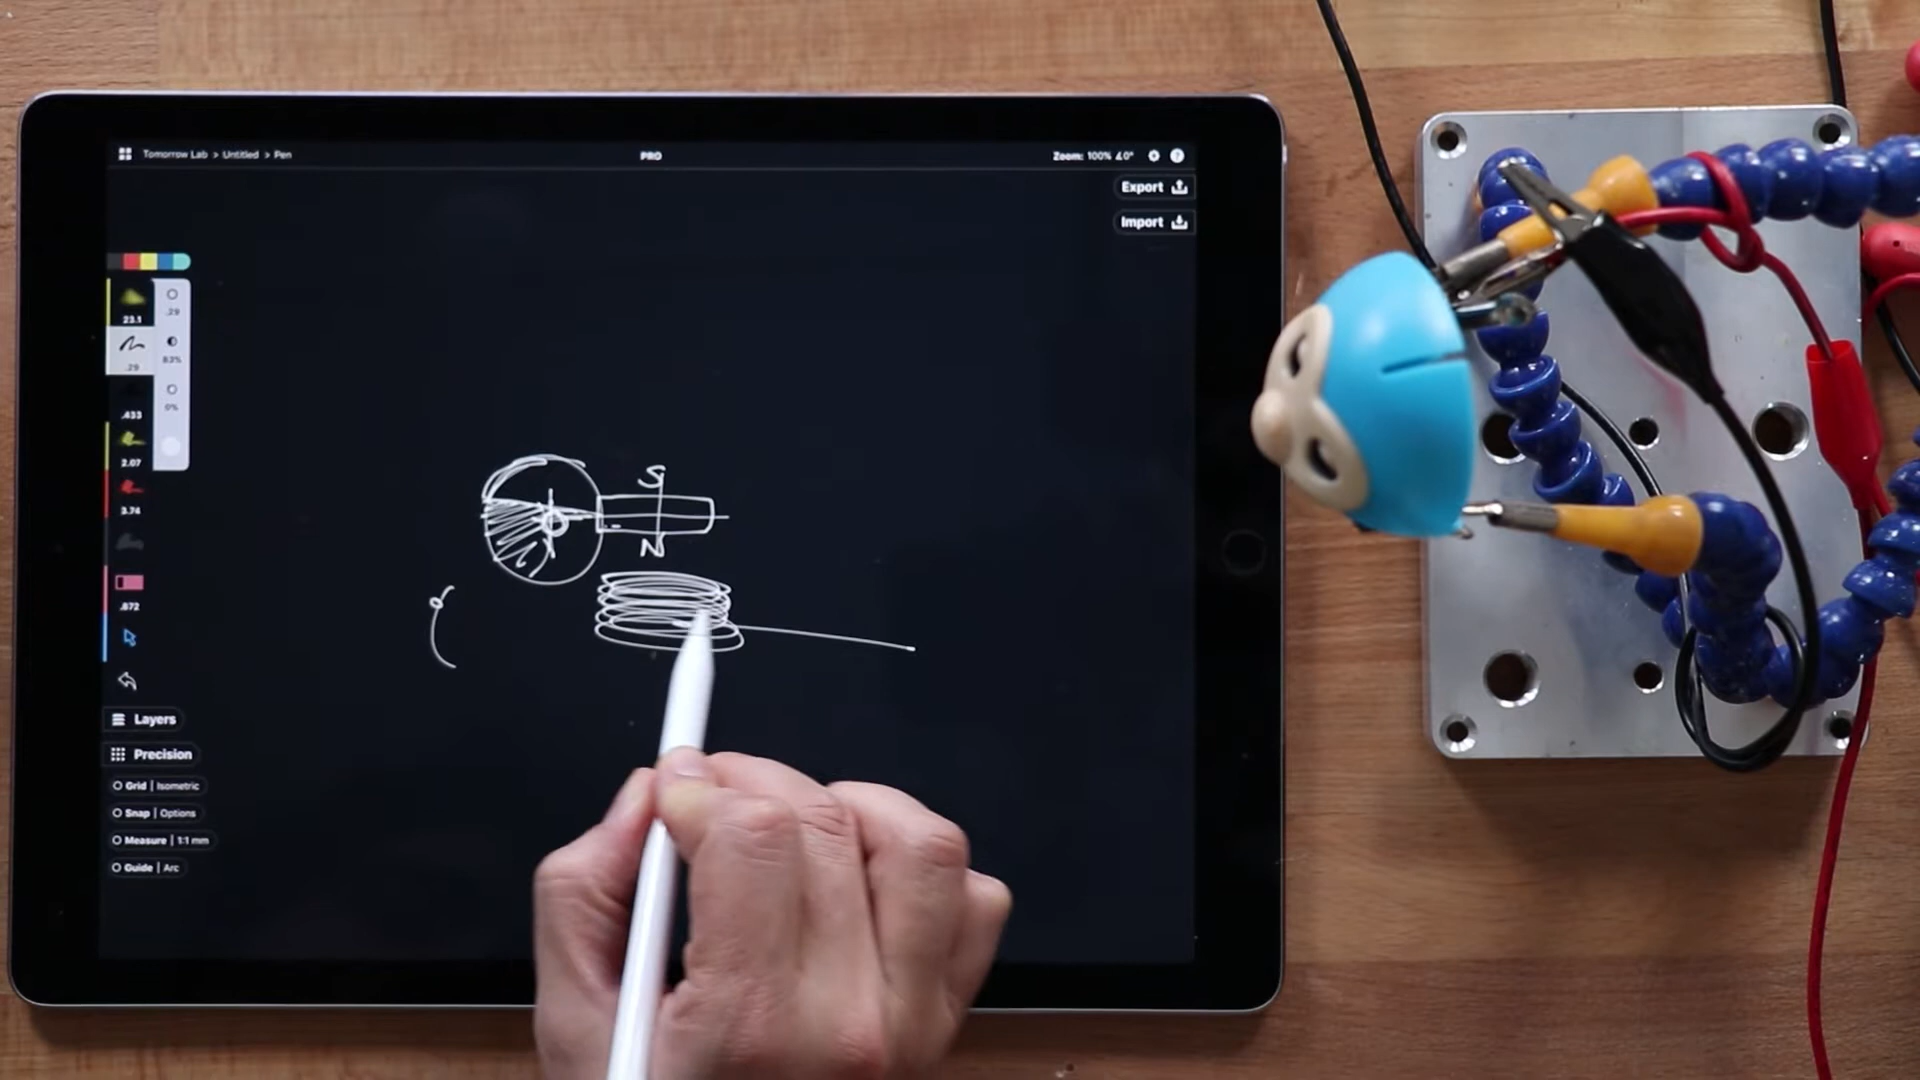 Tomorrow Lab > Untitled > Pen
PRO
Zoom: 100% ∠0°
Export
Import
23.1
.29
.29
83%
0%
.433
2.07
3.74
.872
Layers
Precision
Grid | Isometric
Snap | Options
Measure | 1:1 mm
Guide | Arc
S
N